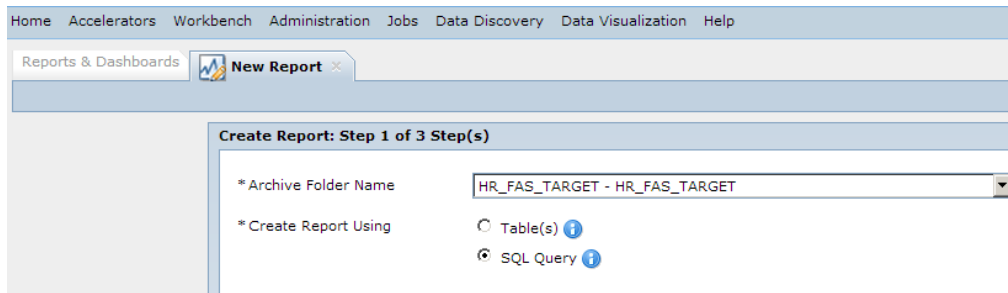 Home Accelerators Workbench Administration Jobs Data Discovery Data Visualization Help
Reports & Dashboards New Report ×
Create Report: Step 1 of 3 Step(s)
*Archive Folder Name HR_FAS_TARGET - HR_FAS_TARGET
*Create Report Using Table(s)
SQL Query